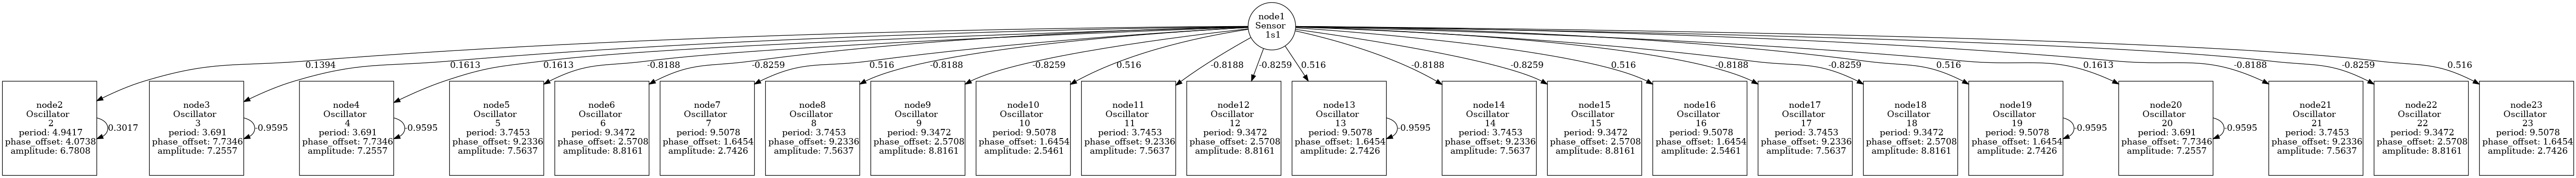 node1
Sensor
1s1
0.1394
0.1613
0.1613
-0.8188
-0.8259
0.516
-0.8188
-0.8259
0.516
-0.8188
-0.8259
0.516
-0.8188
-0.8259
0.516
-0.8188
-0.8259
0.516
0.1613
-0.8188
-0.8259
0.516
node2
Oscillator
2
period: 4.9417
phase_offset: 4.0738
amplitude: 6.7808
0.3017
node3
Oscillator
3
period: 3.691
phase_offset: 7.7346
amplitude: 7.2557
-0.9595
node4
Oscillator
4
period: 3.691
phase_offset: 7.7346
amplitude: 7.2557
-0.9595
node5
Oscillator
5
period: 3.7453
phase_offset: 9.2336
amplitude: 7.5637
node6
Oscillator
6
period: 9.3472
phase_offset: 2.5708
amplitude: 8.8161
node7
Oscillator
7
period: 9.5078
phase_offset: 1.6454
amplitude: 2.7426
node8
Oscillator
8
period: 3.7453
phase_offset: 9.2336
amplitude: 7.5637
node9
Oscillator
9
period: 9.3472
phase_offset: 2.5708
amplitude: 8.8161
node10
Oscillator
10
period: 9.5078
phase_offset: 1.6454
amplitude: 2.5461
node11
Oscillator
11
period: 3.7453
phase_offset: 9.2336
amplitude: 7.5637
node12
Oscillator
12
period: 9.3472
phase_offset: 2.5708
amplitude: 8.8161
node13
Oscillator
13
period: 9.5078
phase_offset: 1.6454
amplitude: 2.7426
-0.9595
node14
Oscillator
14
period: 3.7453
phase_offset: 9.2336
amplitude: 7.5637
node15
Oscillator
15
period: 9.3472
phase_offset: 2.5708
amplitude: 8.8161
node16
Oscillator
16
period: 9.5078
phase_offset: 1.6454
amplitude: 2.5461
node17
Oscillator
17
period: 3.7453
phase_offset: 9.2336
amplitude: 7.5637
node18
Oscillator
18
period: 9.3472
phase_offset: 2.5708
amplitude: 8.8161
node19
Oscillator
19
period: 9.5078
phase_offset: 1.6454
amplitude: 2.7426
-0.9595
node20
Oscillator
20
period: 3.691
phase_offset: 7.7346
amplitude: 7.2557
-0.9595
node21
Oscillator
21
period: 3.7453
phase_offset: 9.2336
amplitude: 7.5637
node22
Oscillator
22
period: 9.3472
phase_offset: 2.5708
amplitude: 8.8161
node23
Oscillator
23
period: 9.5078
phase_offset: 1.6454
amplitude: 2.7426